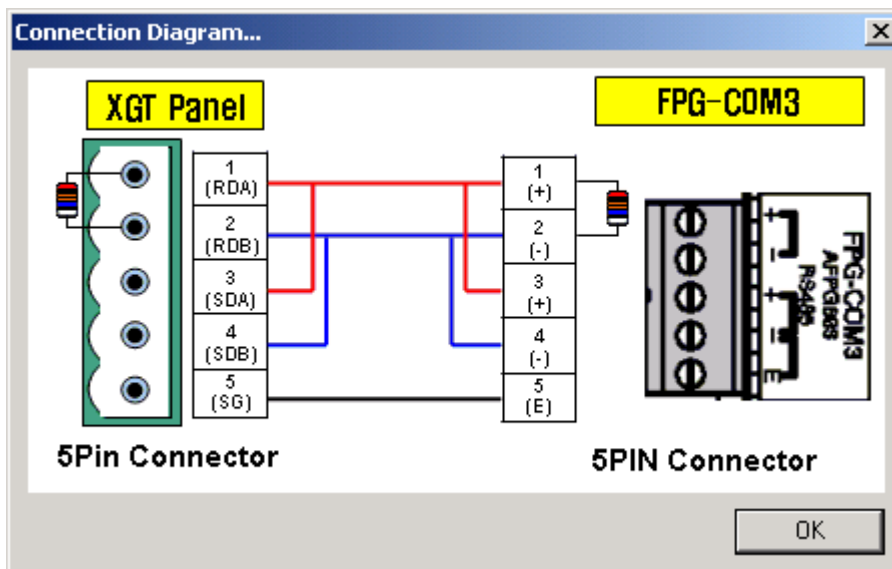 Connection Diagram...
XGT Panel
FPG-COM3
1
(RDA)
2
(RDB)
3
(SDA)
4
(SDB)
5
(SG)
1
(+)
2
(-)
3
(+)
4
(-)
5
(E)
+
-
+
-
E
FPG-COM3
RS485
5Pin Connector
5PIN Connector
OK